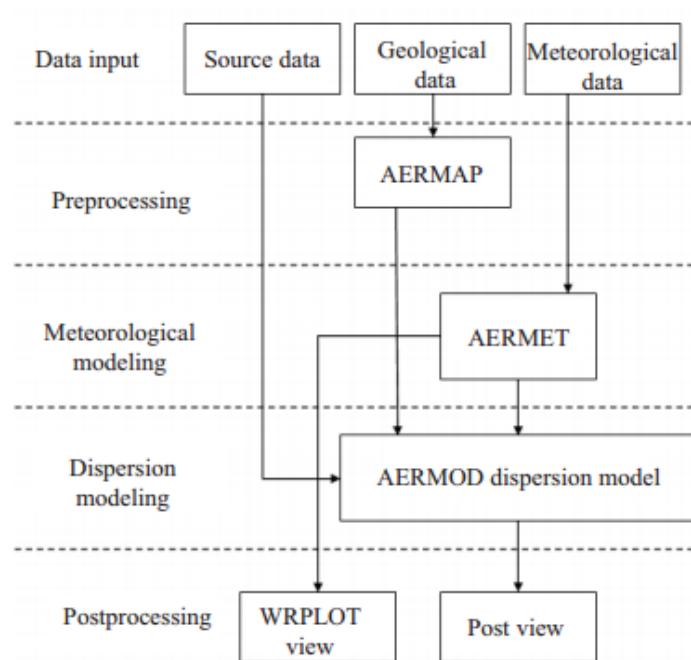 Data input
Source data
Geological
data
Meteorological
data
Preprocessing
AERMAP
Meteorological
modeling
AERMET
Dispersion
modeling
AERMOD dispersion model
Postprocessing
WRPLOT
view
Post view